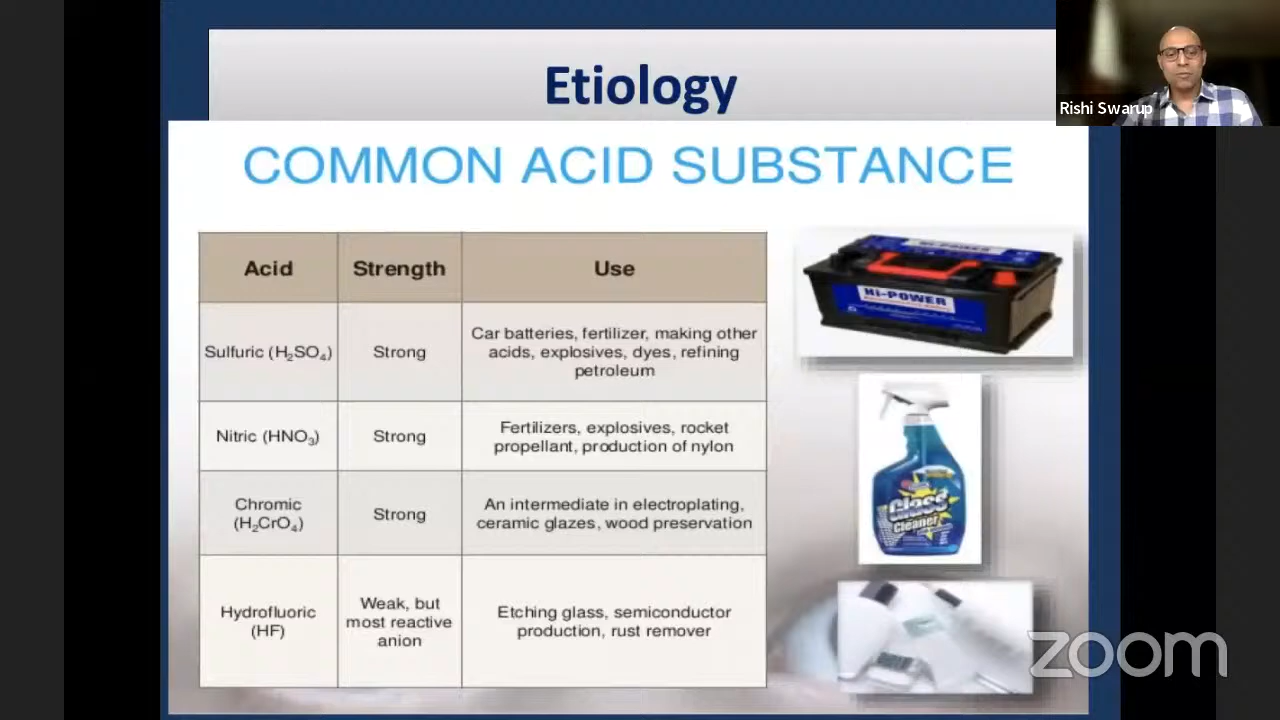 Etiology
Rishi Swarup
COMMON ACID SUBSTANCE
Acid Strength Use
Sulfuric (H₂SO₄) Strong Car batteries, fertilizer, making other
acids, explosives, dyes, refining
petroleum
Nitric (HNO₃) Strong Fertilizers, explosives, rocket
propellant, production of nylon
Chromic
(H₂CrO₄) Strong An intermediate in electroplating,
ceramic glazes, wood preservation
Hydrofluoric
(HF) Weak, but
most reactive
anion Etching glass, semiconductor
production, rust remover
Hi-POWER
Hi-POWER
Glass
Cleaner
zoom